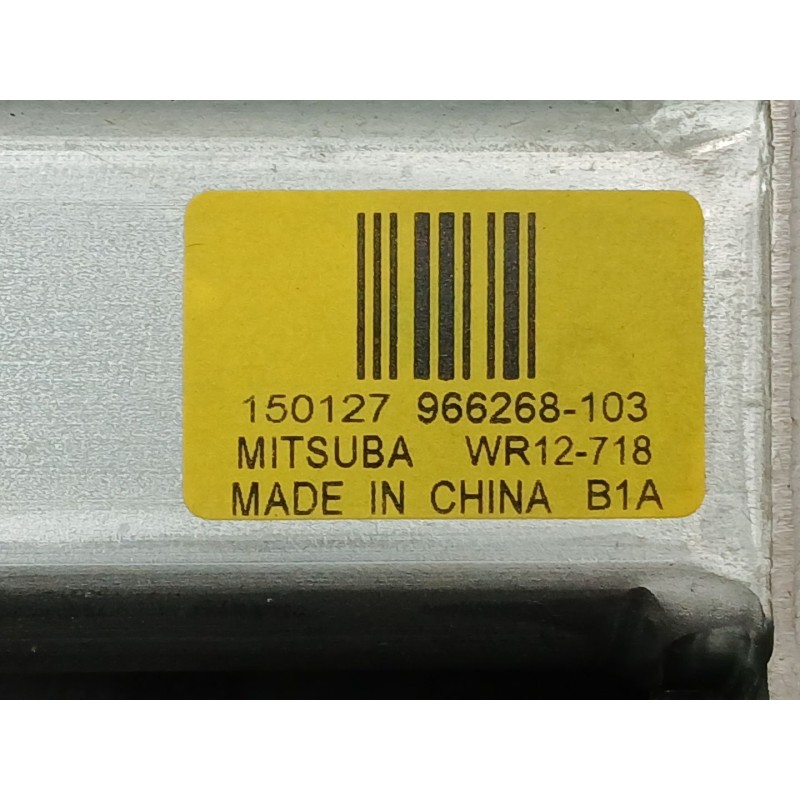 150127 966268-103
MITSUBA WR12-718
MADE IN CHINA B1A